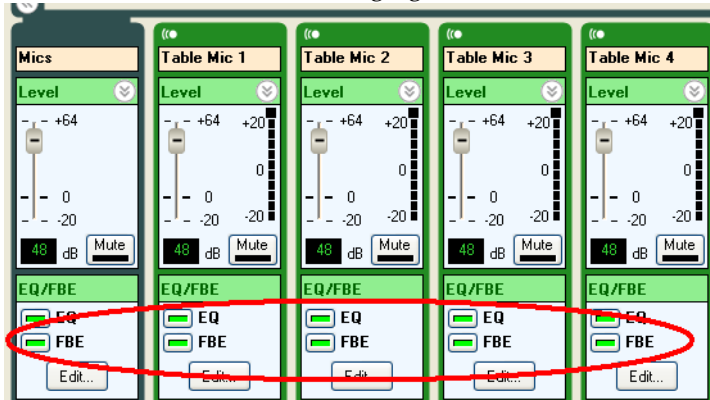 Mics Table Mic 1 Table Mic 2 Table Mic 3 Table Mic 4
Level Level Level Level Level
+64 +64 +20 +64 +20 +64 +20 +64 +20
0 0 0 0
0 0 0 0 0
-20 -20 -20 -20 -20 -20 -20 -20 -20
48 dB Mute 48 dB Mute 48 dB Mute 48 dB Mute 48 dB Mute
EQ/FBE EQ/FBE EQ/FBE EQ/FBE EQ/FBE
EQ EQ EQ EQ EQ
FBE FBE FBE FBE FBE
Edit... Edit... Edit... Edit... Edit...